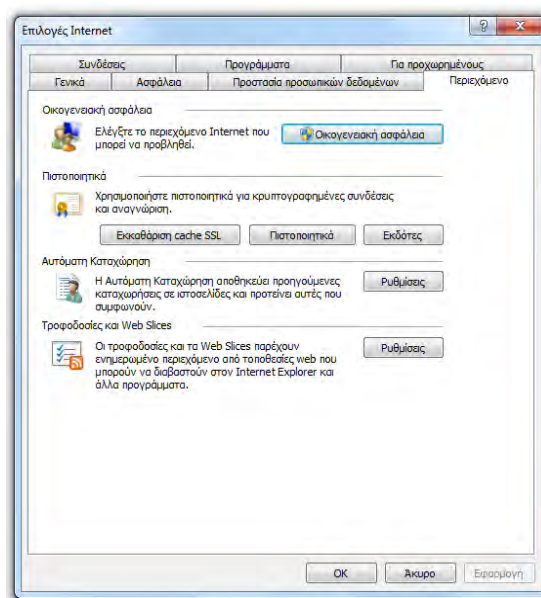 Επιλογές Internet
Συνδέσεις Προγράμματα Για προχωρημένους
Γενικά Ασφάλεια Προστασία προσωπικών δεδομένων Περιεχόμενο
Οικογενειακή ασφάλεια
Ελέγξτε το περιεχόμενο Internet που
μπορεί να προβληθεί.
Οικογενειακή ασφάλεια
Πιστοποιητικά
Χρησιμοποιήστε πιστοποιητικά για κρυπτογραφημένες συνδέσεις
και αναγνώριση.
Εκκαθάριση cache SSL Πιστοποιητικά Εκδότες
Αυτόματη Καταχώρηση
Η Αυτόματη Καταχώρηση αποθηκεύει προηγούμενες
καταχωρήσεις σε ιστοσελίδες και προτείνει αυτές που
συμφωνούν.
Ρυθμίσεις
Τροφοδοσίες και Web Slices
Οι τροφοδοσίες και τα Web Slices παρέχουν
ενημερωμένο περιεχόμενο από τοποθεσίες web που
μπορούν να διαβαστούν στον Internet Explorer και
άλλα προγράμματα.
Ρυθμίσεις
OK Άκυρο Εφαρμογή